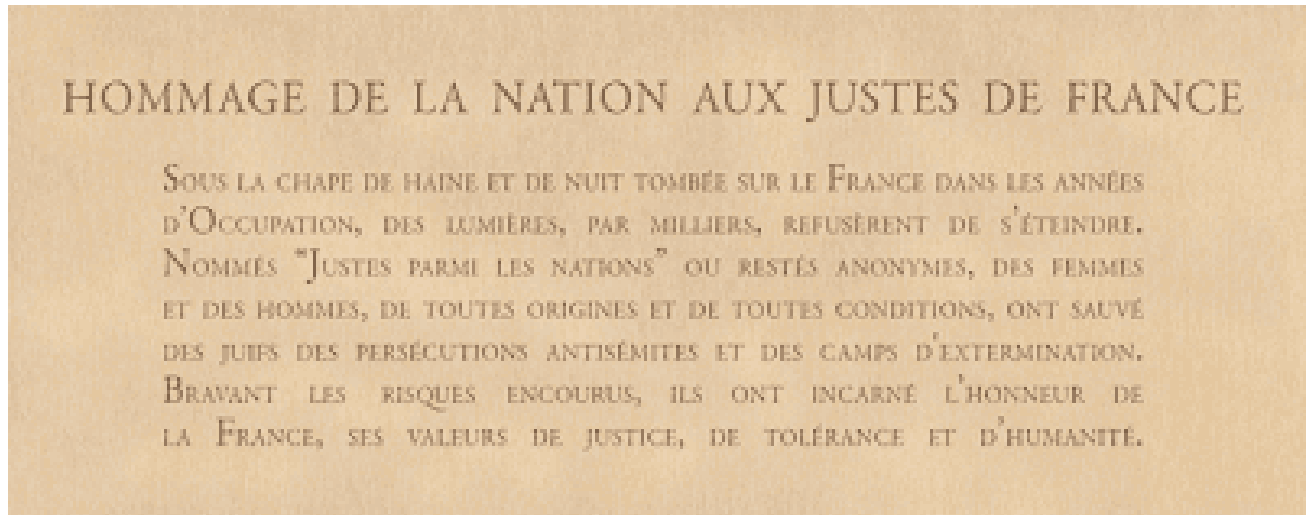 HOMMAGE DE LA NATION AUX JUSTES DE FRANCE
Sous la chape de haine et de nuit tombée sur le France dans les années
d'Occupation, des lumières, par milliers, refusèrent de s'éteindre.
Nommés “Justes parmi les nations” ou restés anonymes, des femmes
et des hommes, de toutes origines et de toutes conditions, ont sauvé
des juifs des persécutions antisémites et des camps d'extermination.
Bravant les risques encourus, ils ont incarné l'honneur de
la France, ses valeurs de justice, de tolérance et d'humanité.